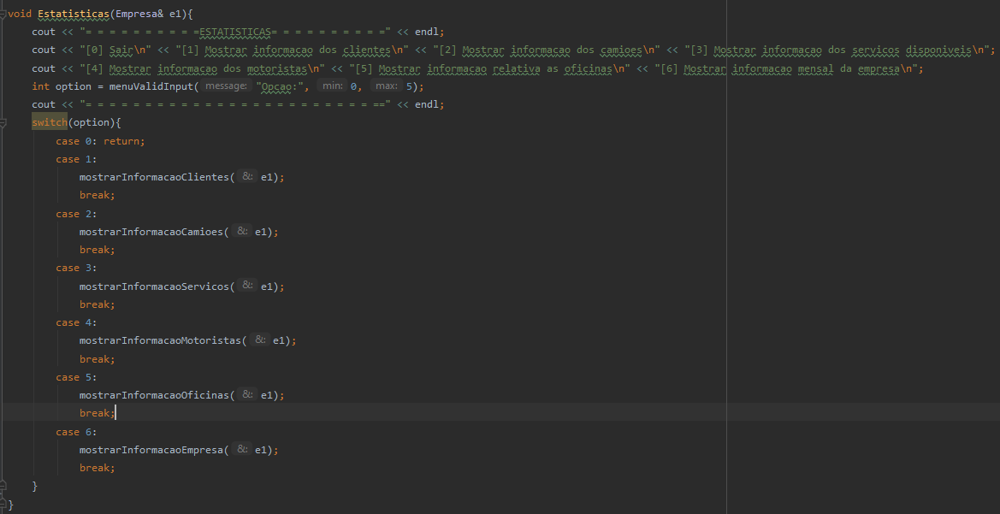 void Estatisticas(Empresa& e1){
cout << "= = = = = = = = = =ESTATISTICAS= = = = = = = = = =" << endl;
cout << "[0] Sair\n" << "[1] Mostrar informacao dos clientes\n" << "[2] Mostrar informacao dos camioes\n" << "[3] Mostrar informacao dos servicos disponiveis\n";
cout << "[4] Mostrar informacao dos motoristas\n" << "[5] Mostrar informacao relativa as oficinas\n" << "[6] Mostrar informacao mensal da empresa\n";
int option = menuValidInput( message: "Opcao:", min: 0, max: 5);
cout << "= = = = = = = = = = = = = = = = = = = = = = = = ==" << endl;
switch(option){
case 0: return;
case 1:
mostrarInformacaoClientes( &: e1);
break;
case 2:
mostrarInformacaoCamioes( &: e1);
break;
case 3:
mostrarInformacaoServicos( &: e1);
break;
case 4:
mostrarInformacaoMotoristas( &: e1);
break;
case 5:
mostrarInformacaoOficinas( &: e1);
break;
case 6:
mostrarInformacaoEmpresa( &: e1);
break;
}
}